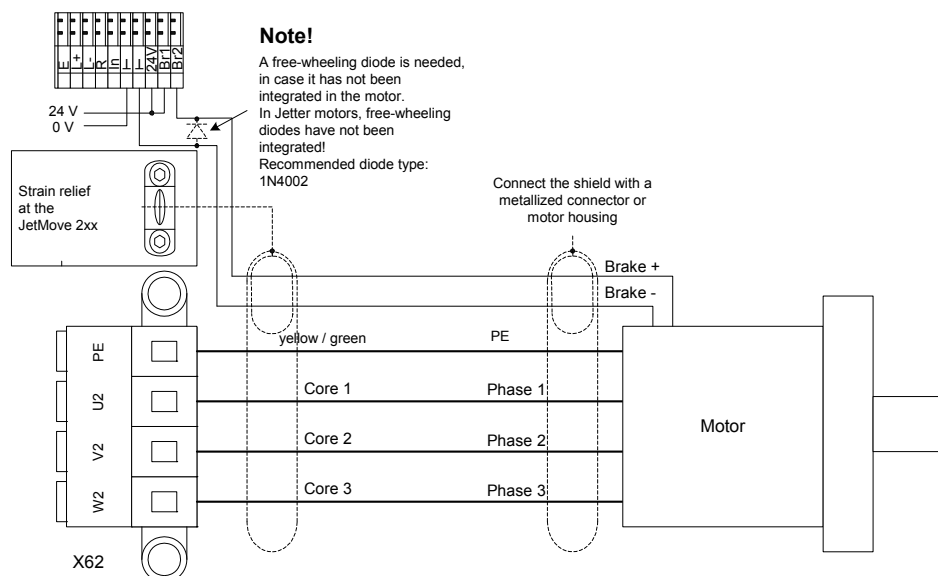 Note!
A free-wheeling diode is needed,
in case it has not been
integrated in the motor.
In Jetter motors, free-wheeling
diodes have not been
integrated!
Recommended diode type:
1N4002
E
L+
L-
R
In
24V
Br1
Br2
24 V
0 V
Strain relief
at the
JetMove 2xx
Connect the shield with a
metallized connector or
motor housing
Brake +
Brake -
yellow / green
PE
Core 1
Phase 1
Core 2
Phase 2
Core 3
Phase 3
PE
U2
V2
W2
Motor
X62